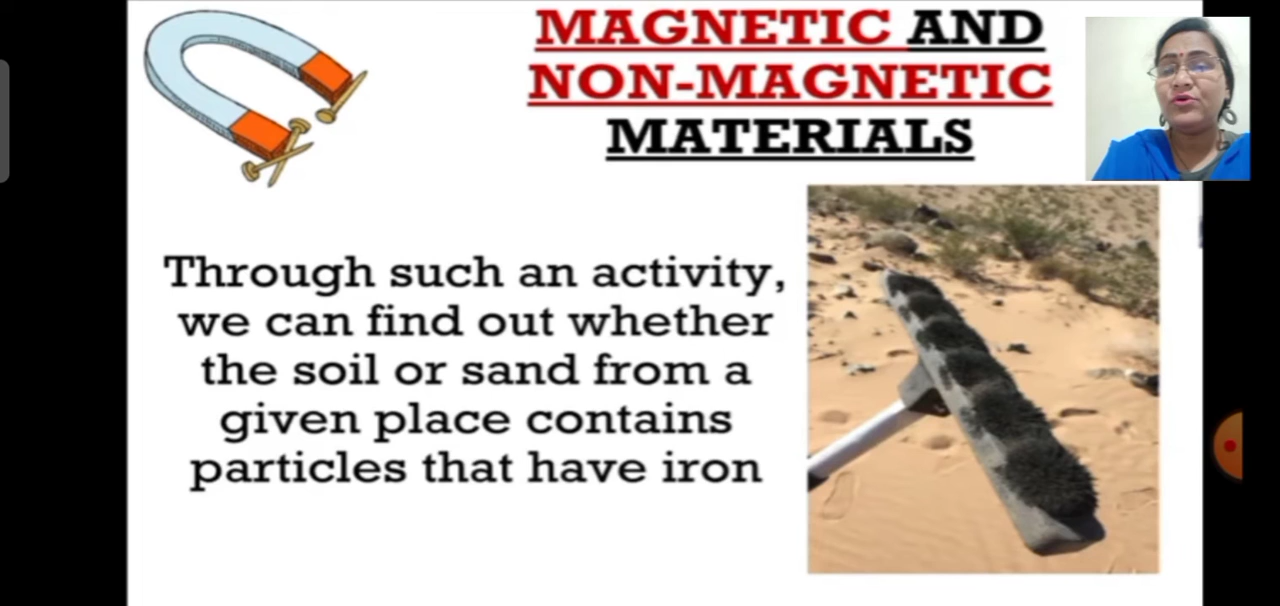 MAGNETIC AND
NON-MAGNETIC
MATERIALS
Through such an activity,
we can find out whether
the soil or sand from a
given place contains
particles that have iron